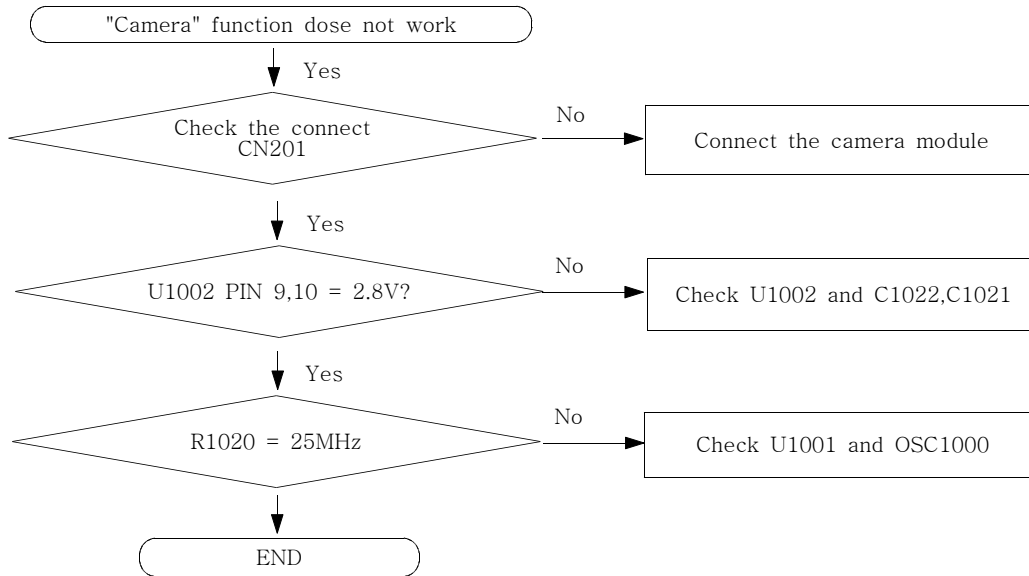 "Camera" function dose not work
Yes
Check the connect
CN201
No
Connect the camera module
Yes
U1002 PIN 9,10 = 2.8V?
No
Check U1002 and C1022,C1021
Yes
R1020 = 25MHz
No
Check U1001 and OSC1000
END